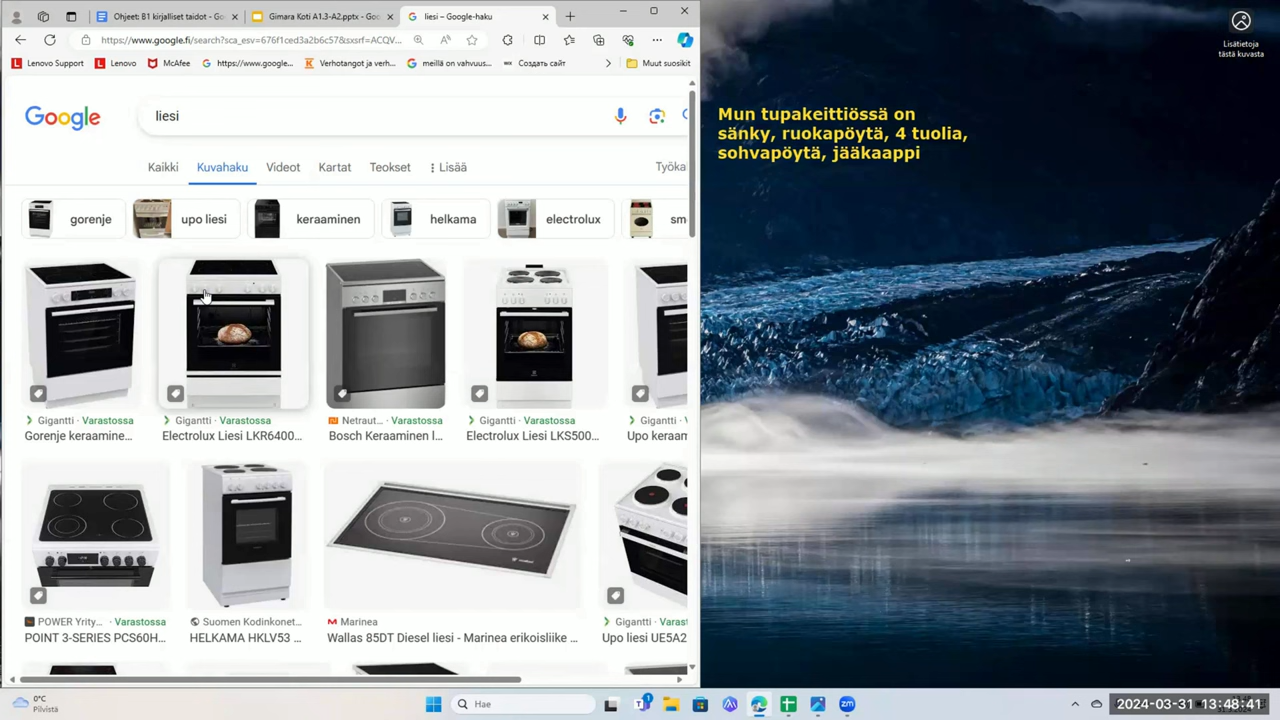 Ohjeet: B1 kirjalliset taidot - Go
Gimara Koti A1.3-A2.pptx - Goo
liesi – Google-haku
https://www.google.fi/search?sca_esv=676f1ced3a2b6c57&sxsrf=ACQV...
Lenovo Support
Lenovo
McAfee
https://www.google...
Verhotangot ja verh...
meillä on vahvuus...
Создать сайт
Muut suosikit
Google
liesi
Kaikki
Kuvahaku
Videot
Kartat
Teokset
Lisää
Työka
gorenje
upo liesi
keraaminen
helkama
electrolux
sm
Gigantti · Varastossa
Gorenje keraamine...
Gigantti · Varastossa
Electrolux Liesi LKR6400...
Netraut... · Varastossa
Bosch Keraaminen l...
Gigantti · Varastossa
Electrolux Liesi LKS500...
Gigantti · Va
Upo keraam
POWER Yrity... · Varastossa
POINT 3-SERIES PCS60H...
Suomen Kodinkonet...
HELKAMA HKLV53 ...
Marinea
Wallas 85DT Diesel liesi - Marinea erikoisliike ...
Gigantti · Varast
Upo liesi UE5A2
Mun tupakeittiössä on
sänky, ruokapöytä, 4 tuolia,
sohvapöytä, jääkaappi
Lisätietoja
tästä kuvasta
0°C
Pilvistä
Hae
2024-03-31 13:48:41